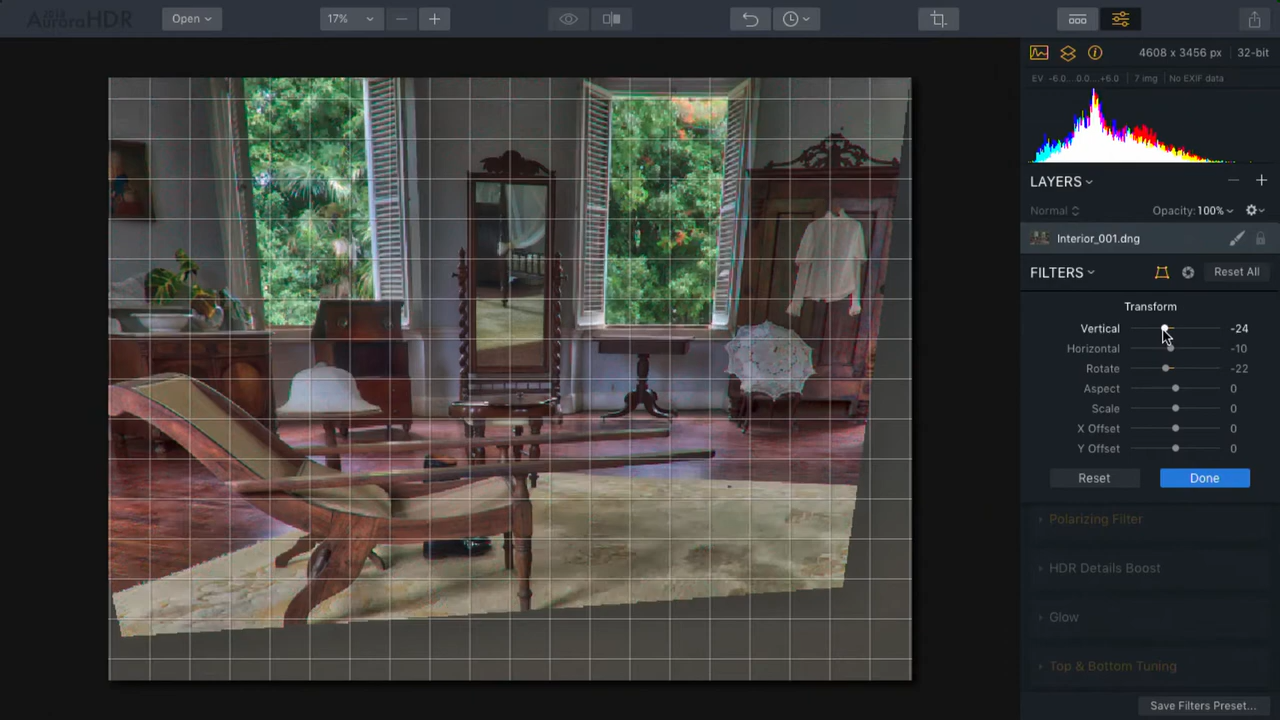 2018
AuroraHDR
Open
17%
4608 x 3456 px
32-bit
EV -6.0...0.0...+6.0
7 img
No EXIF data
LAYERS
Normal
Opacity: 100%
Interior_001.dng
FILTERS
Reset All
Transform
Vertical -24
Horizontal -10
Rotate -22
Aspect 0
Scale 0
X Offset 0
Y Offset 0
Reset
Done
Polarizing Filter
HDR Details Boost
Glow
Top & Bottom Tuning
Save Filters Preset...